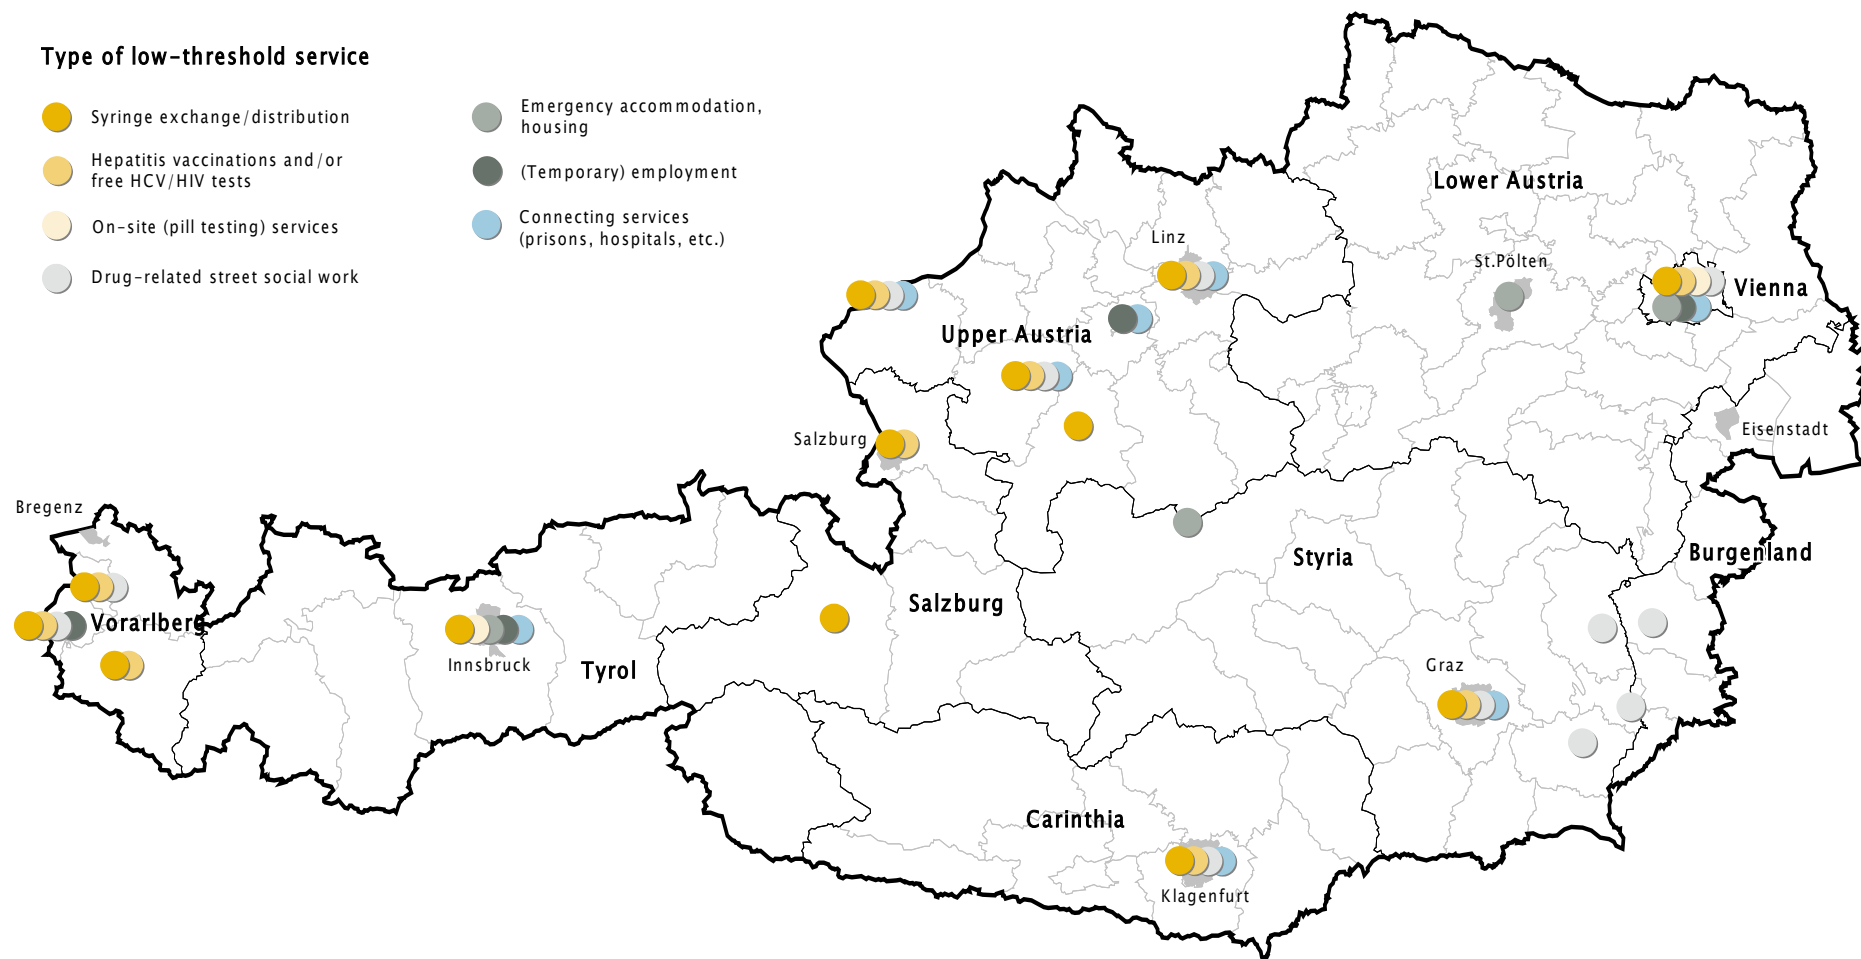 Type of low-threshold service
Syringe exchange/distribution
Hepatitis vaccinations and/or
free HCV/HIV tests
On-site (pill testing) services
Drug-related street social work
Emergency accommodation,
housing
(Temporary) employment
Connecting services
(prisons, hospitals, etc.)
Lower Austria
Linz
St.Pölten
Vienna
Upper Austria
Salzburg
Eisenstadt
Bregenz
Styria
Burgenland
Salzburg
Vorarlberg
Innsbruck
Tyrol
Graz
Carinthia
Klagenfurt